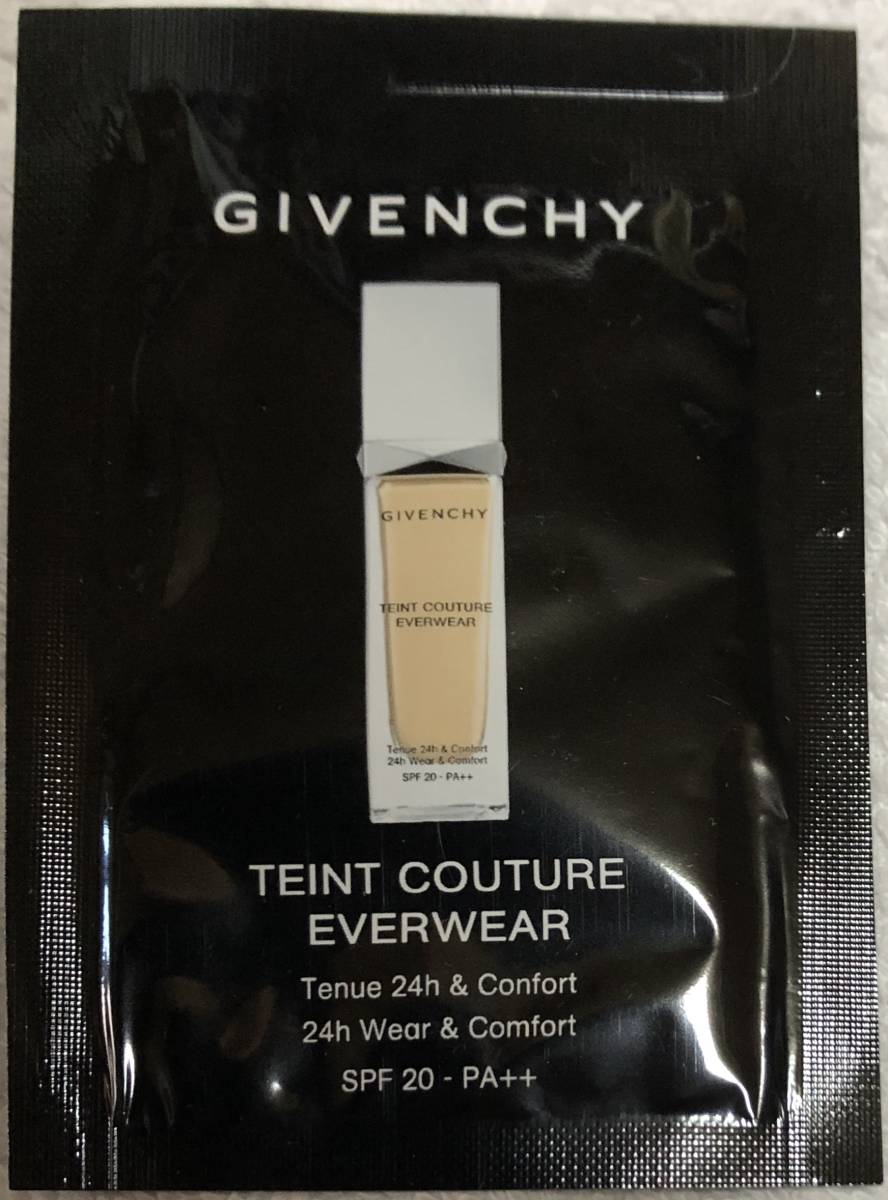 GIVENCHY
GIVENCHY
TEINT COUTURE
EVERWEAR
Tenue 24h & Confort
24h Wear & Comfort
SPF 20 - PA++
TEINT COUTURE
EVERWEAR
Tenue 24h & Confort
24h Wear & Comfort
SPF 20 - PA++